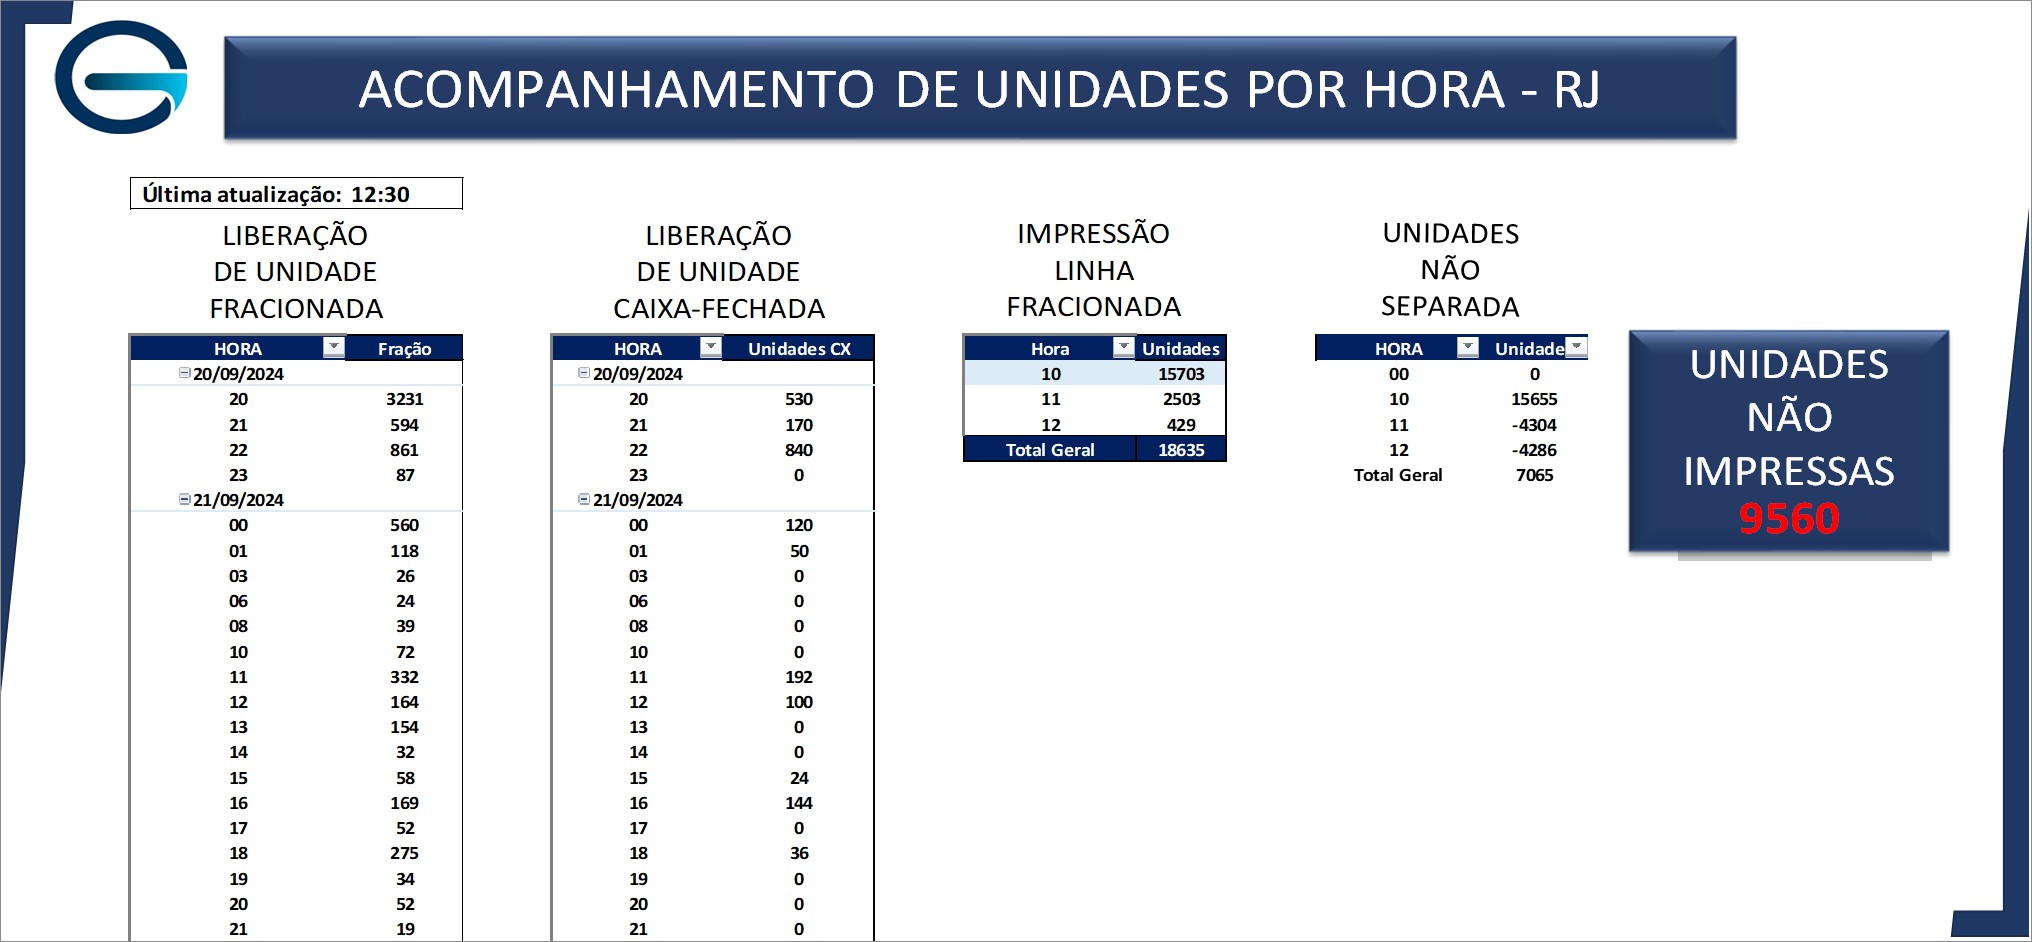 ACOMPANHAMENTO DE UNIDADES POR HORA - RJ
Última atualização: 12:30
LIBERAÇÃO
DE UNIDADE
FRACIONADA
HORA Fração
20/09/2024
20 3231
21 594
22 861
23 87
21/09/2024
00 560
01 118
03 26
06 24
08 39
10 72
11 332
12 164
13 154
14 32
15 58
16 169
17 52
18 275
19 34
20 52
21 19
LIBERAÇÃO
DE UNIDADE
CAIXA-FECHADA
HORA Unidades CX
20/09/2024
20 530
21 170
22 840
23 0
21/09/2024
00 120
01 50
03 0
06 0
08 0
10 0
11 192
12 100
13 0
14 0
15 24
16 144
17 0
18 36
19 0
20 0
21 0
IMPRESSÃO
LINHA
FRACIONADA
Hora Unidades
10 15703
11 2503
12 429
Total Geral 18635
UNIDADES
NÃO
SEPARADA
HORA Unidade
00 0
10 15655
11 -4304
12 -4286
Total Geral 7065
UNIDADES
NÃO
IMPRESSAS
9560